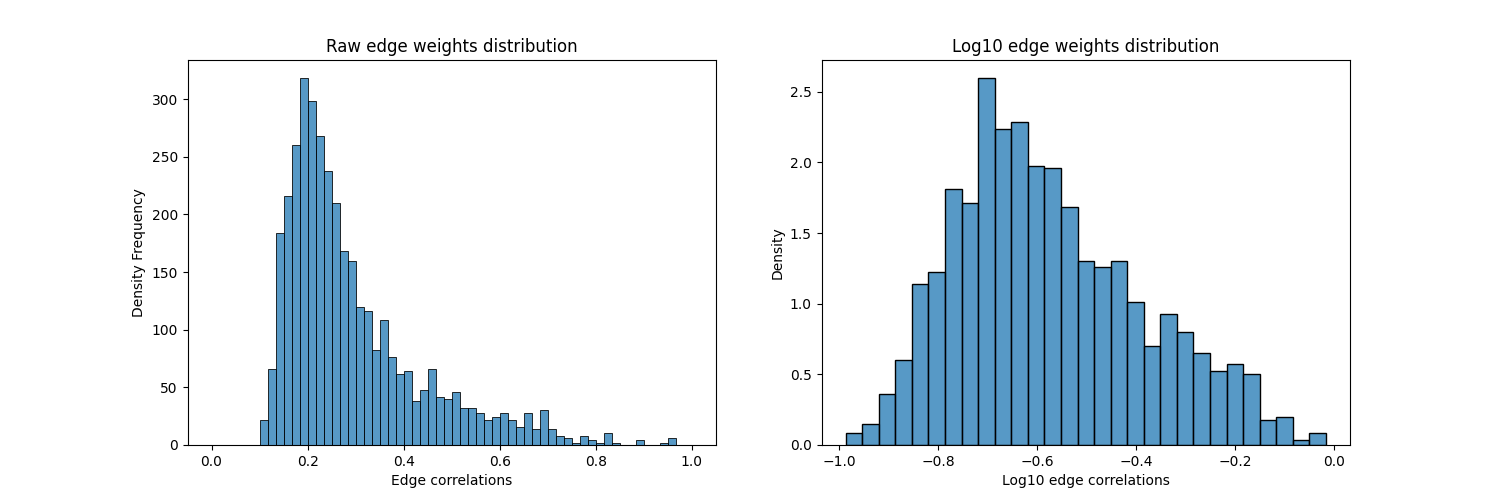 Raw edge weights distribution
Density Frequency
300
250
200
150
100
50
0
0.0 0.2 0.4 0.6 0.8 1.0
Edge correlations
Log10 edge weights distribution
Density
2.5
2.0
1.5
1.0
0.5
0.0
−1.0 −0.8 −0.6 −0.4 −0.2 0.0
Log10 edge correlations